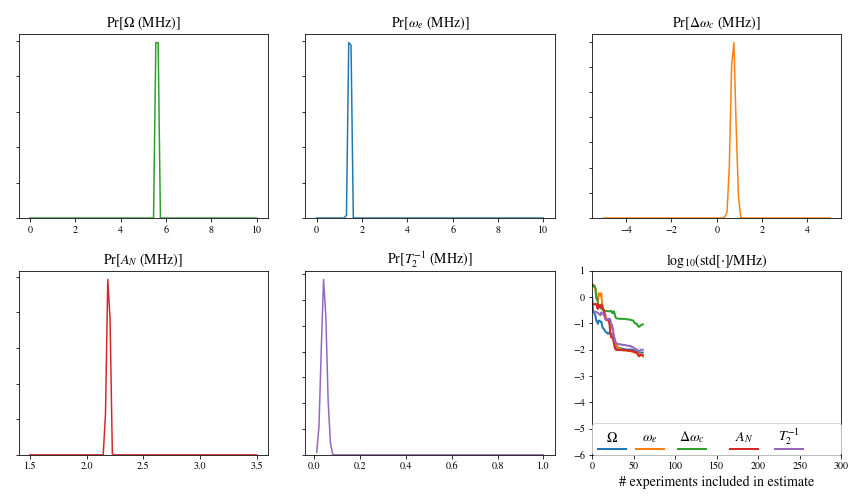 Pr[Ω (MHz)]
0 2 4 6 8 10
Pr[ωₑ (MHz)]
0 2 4 6 8 10
Pr[Δω_c (MHz)]
−4 −2 0 2 4
Pr[A_N (MHz)]
1.5 2.0 2.5 3.0 3.5
Pr[T₂⁻¹ (MHz)]
0.0 0.2 0.4 0.6 0.8 1.0
log₁₀(std[·]/MHz)
1
0
−1
−2
−3
−4
−5
−6
Ω ωₑ Δω_c A_N T₂⁻¹
0 50 100 150 200 250 300
# experiments included in estimate